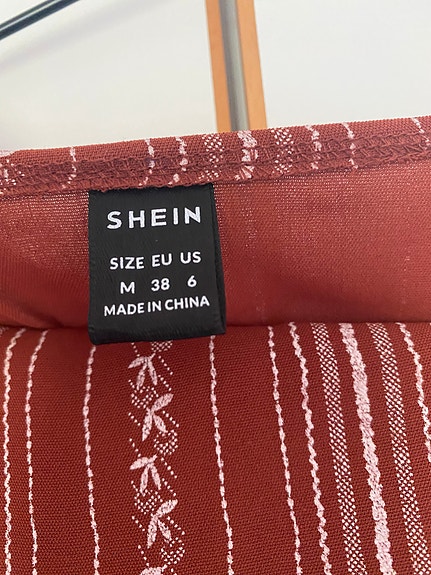 SHEIN
SIZE EU US
M 38 6
MADE IN CHINA